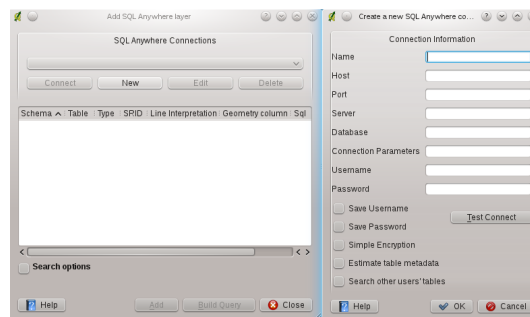 Add SQL Anywhere layer
SQL Anywhere Connections
Connect New Edit Delete
Schema Table Type SRID Line Interpretation Geometry column Sql
Search options
Help Add Build Query Close
Create a new SQL Anywhere co...
Connection Information
Name
Host
Port
Server
Database
Connection Parameters
Username
Password
Save Username
Test Connect
Save Password
Simple Encryption
Estimate table metadata
Search other users' tables
Help OK Cancel